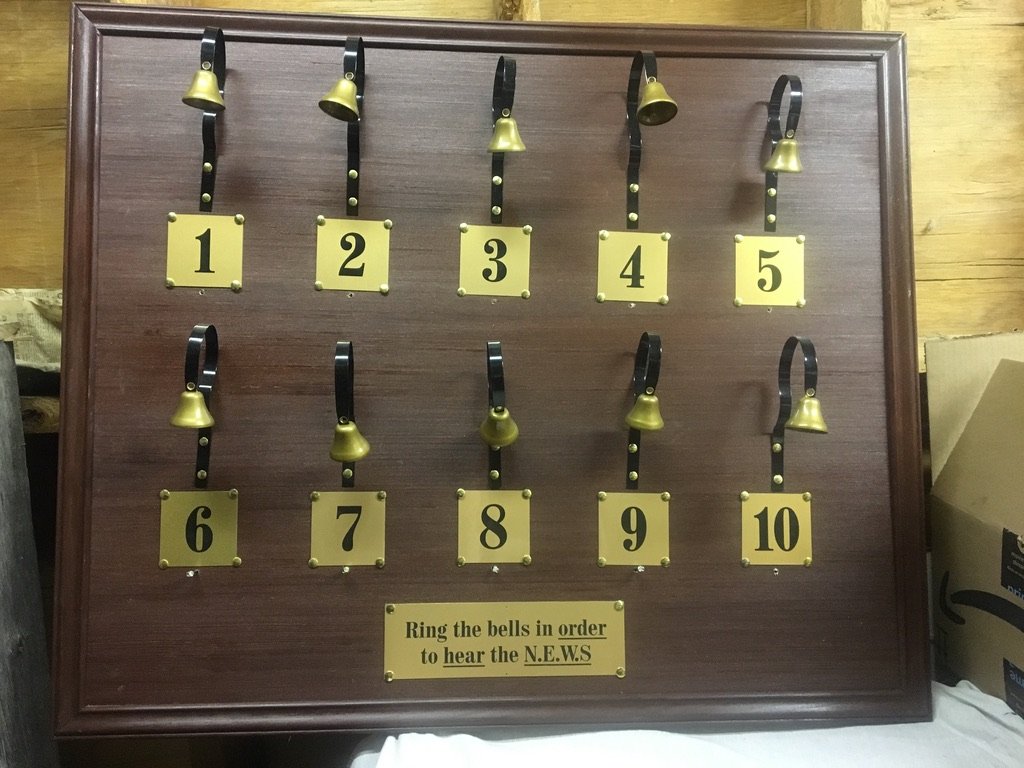 1 2 3 4 5
6 7 8 9 10
Ring the bells in order
to hear the N.E.W.S